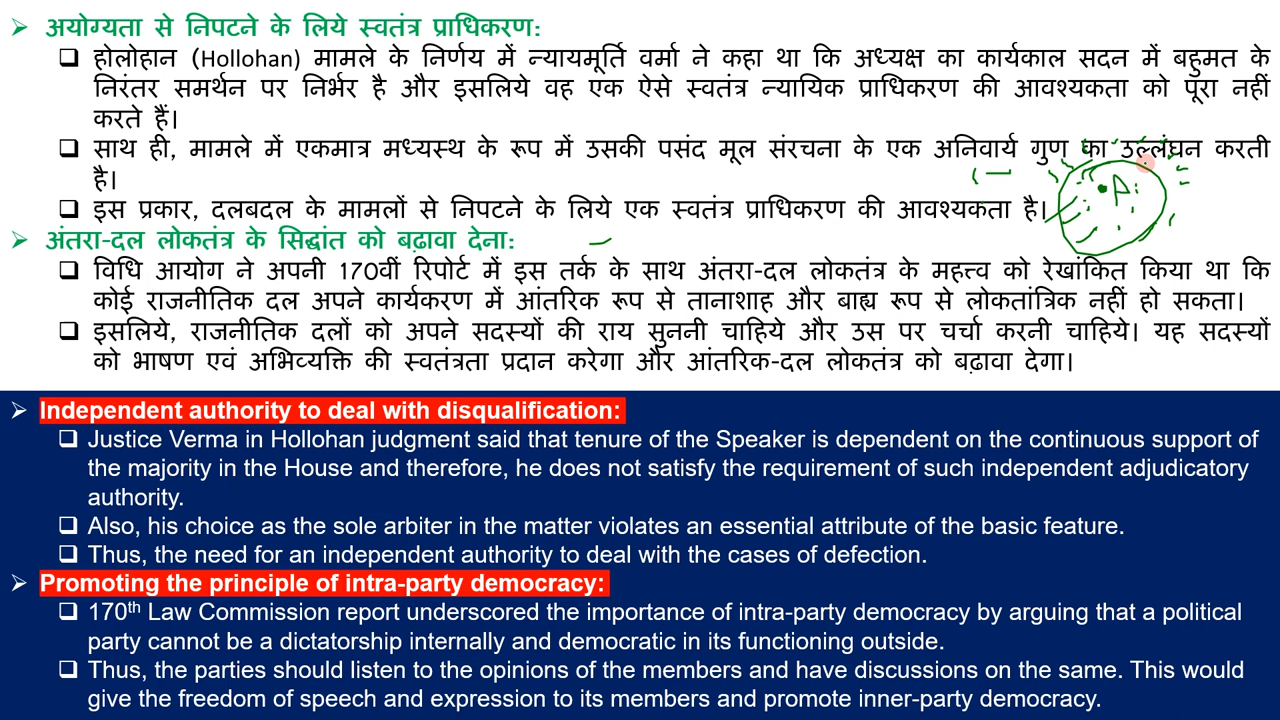 ➢ अयोग्यता से निपटने के लिये स्वतंत्र प्राधिकरण:
❑ होलोहान (Hollohan) मामले के निर्णय में न्यायमूर्ति वर्मा ने कहा था कि अध्यक्ष का कार्यकाल सदन में बहुमत के
निरंतर समर्थन पर निर्भर है और इसलिये वह एक ऐसे स्वतंत्र न्यायिक प्राधिकरण की आवश्यकता को पूरा नहीं
करते हैं।
❑ साथ ही, मामले में एकमात्र मध्यस्थ के रूप में उसकी पसंद मूल संरचना के एक अनिवार्य गुण का उल्लंघन करती
है।
❑ इस प्रकार, दलबदल के मामलों से निपटने के लिये एक स्वतंत्र प्राधिकरण की आवश्यकता है।
➢ अंतरा-दल लोकतंत्र के सिद्धांत को बढ़ावा देना:
❑ विधि आयोग ने अपनी 170वीं रिपोर्ट में इस तर्क के साथ अंतरा-दल लोकतंत्र के महत्त्व को रेखांकित किया था कि
कोई राजनीतिक दल अपने कार्यकरण में आंतरिक रूप से तानाशाह और बाह्य रूप से लोकतांत्रिक नहीं हो सकता।
❑ इसलिये, राजनीतिक दलों को अपने सदस्यों की राय सुननी चाहिये और उस पर चर्चा करनी चाहिये। यह सदस्यों
को भाषण एवं अभिव्यक्ति की स्वतंत्रता प्रदान करेगा और आंतरिक-दल लोकतंत्र को बढ़ावा देगा।
➢ Independent authority to deal with disqualification:
❑ Justice Verma in Hollohan judgment said that tenure of the Speaker is dependent on the continuous support of
the majority in the House and therefore, he does not satisfy the requirement of such independent adjudicatory
authority.
❑ Also, his choice as the sole arbiter in the matter violates an essential attribute of the basic feature.
❑ Thus, the need for an independent authority to deal with the cases of defection.
➢ Promoting the principle of intra-party democracy:
❑ 170th Law Commission report underscored the importance of intra-party democracy by arguing that a political
party cannot be a dictatorship internally and democratic in its functioning outside.
❑ Thus, the parties should listen to the opinions of the members and have discussions on the same. This would
give the freedom of speech and expression to its members and promote inner-party democracy.